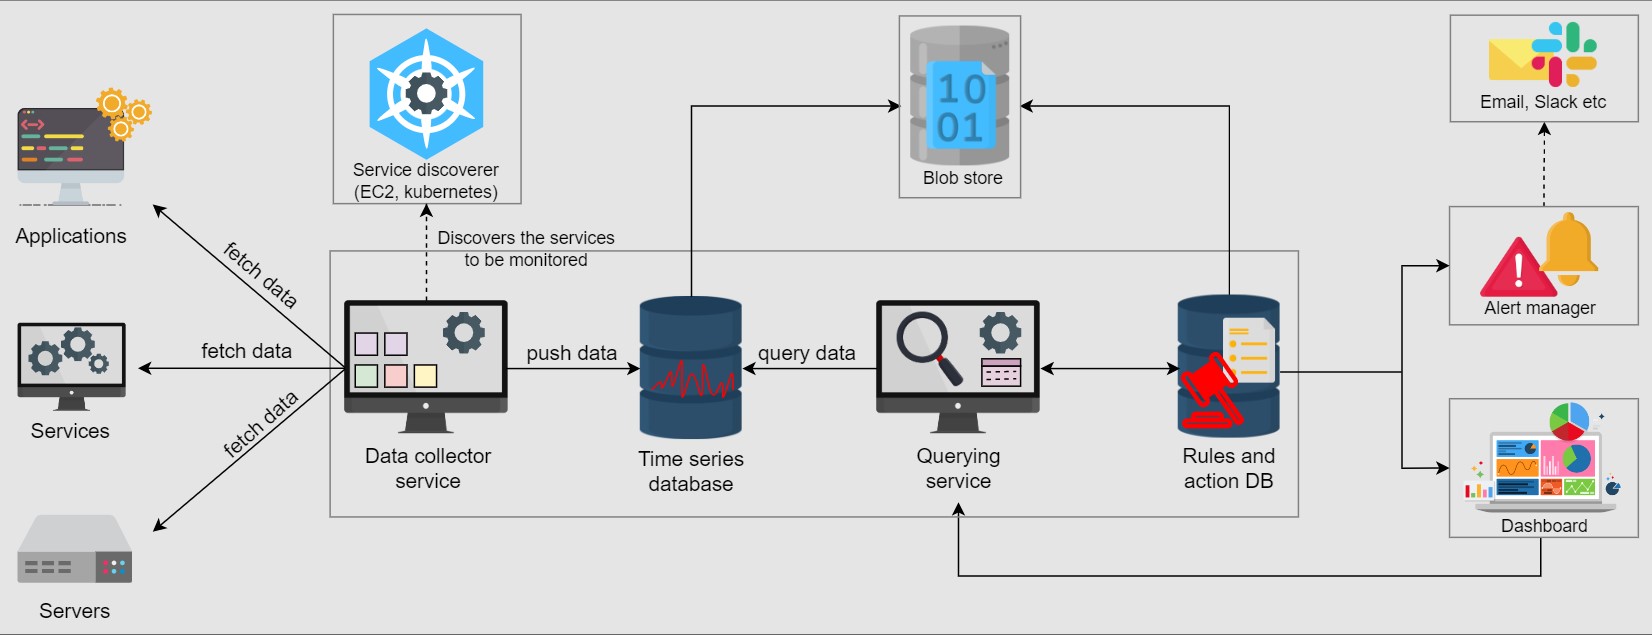 Service discoverer
(EC2, kubernetes)
10
01
Blob store
Email, Slack etc
Applications
fetch data
Discovers the services
to be monitored
Alert manager
fetch data
push data
query data
Services
fetch data
Data collector
service
Time series
database
Querying
service
Rules and
action DB
Dashboard
Servers